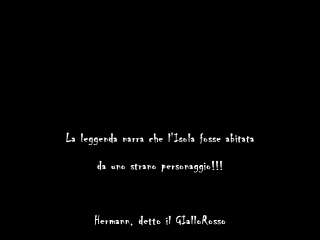 La leggenda narra che l'Isola fosse abitata
da uno strano personaggio!!!
Hermann, detto il GIalloRosso